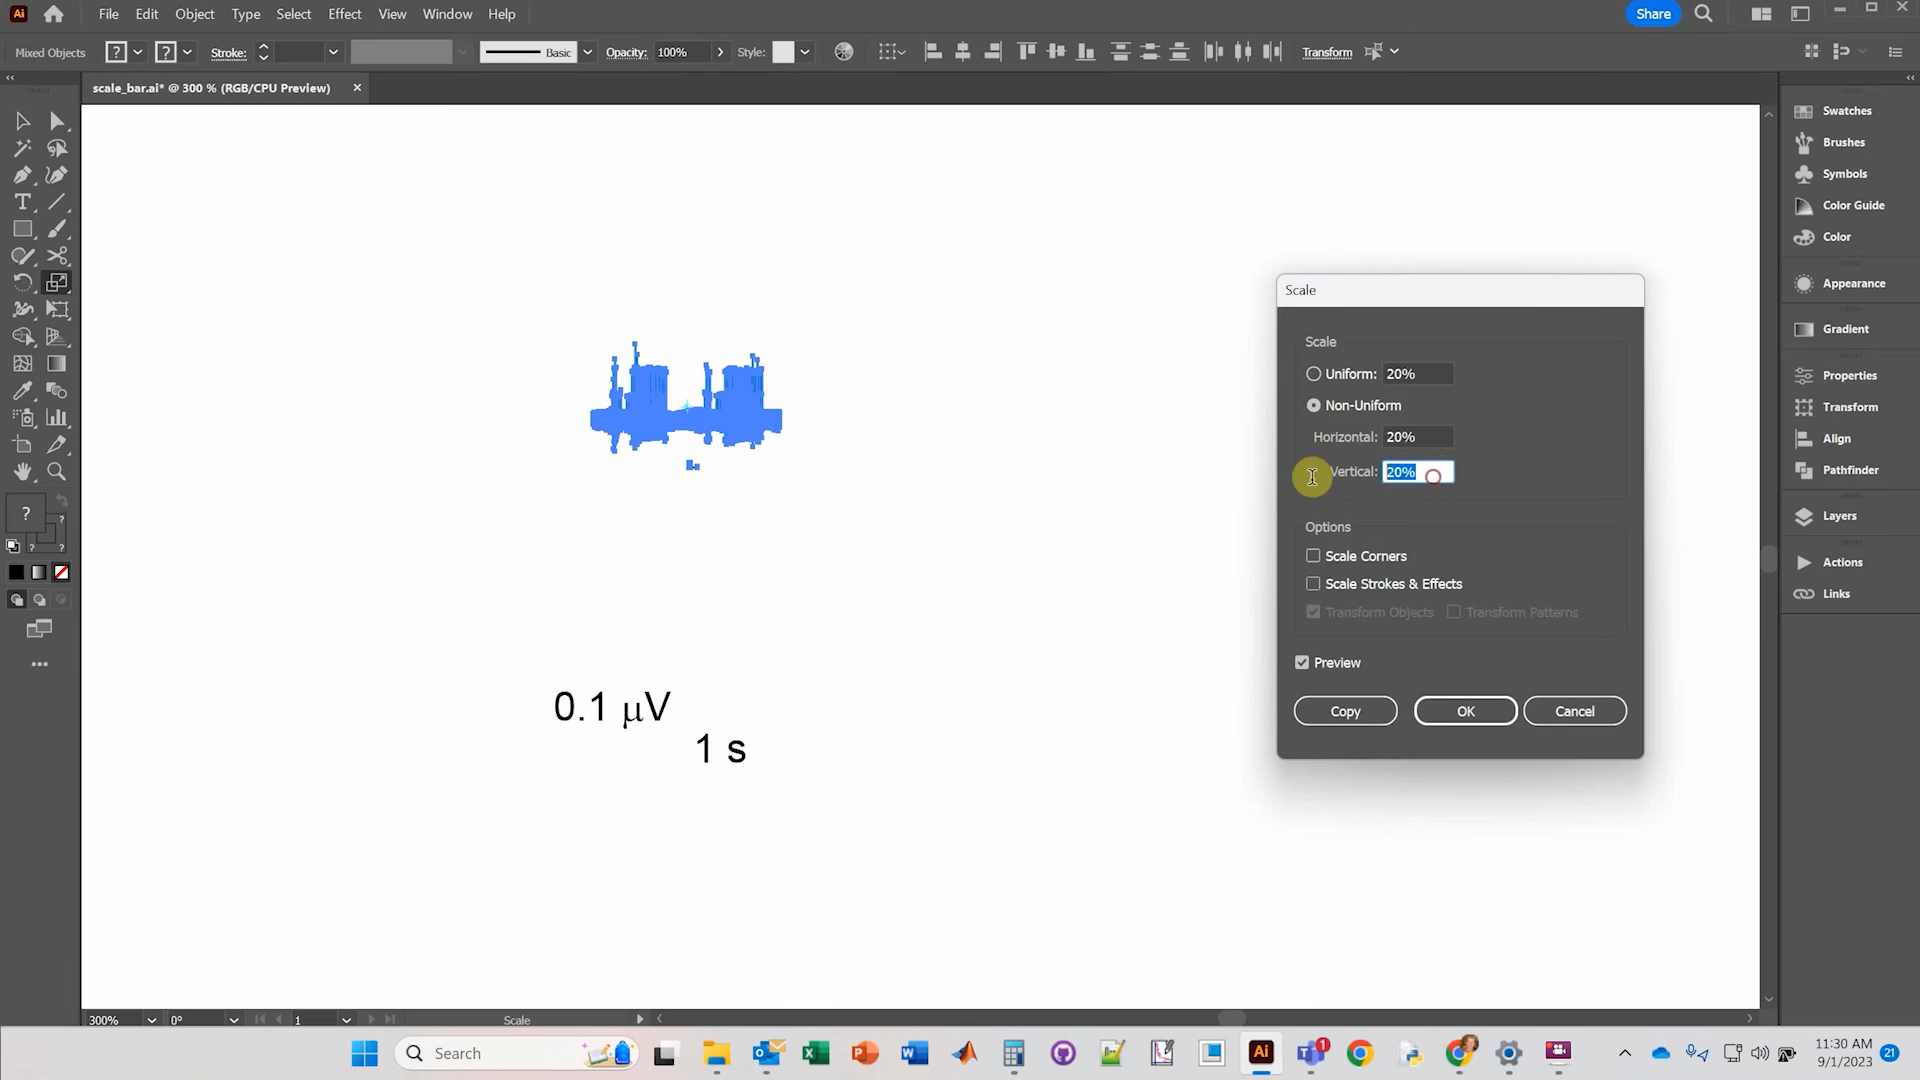 Ai File Edit Object Type Select Effect View Window Help Share
Mixed Objects ? ? Stroke: Basic Opacity: 100% Style: Transform
scale_bar.ai* @ 300 % (RGB/CPU Preview) ×
Swatches
Brushes
Symbols
Color Guide
Color
Appearance
Gradient
Properties
Transform
Align
Pathfinder
Layers
Actions
Links
?
?
?
?
0.1 μV
1 s
Scale
Scale
Uniform: 20%
Non-Uniform
Horizontal: 20%
Vertical: 20%
Options
Scale Corners
Scale Strokes & Effects
Transform Objects Transform Patterns
Preview
Copy OK Cancel
300% 0° 1 Scale
Search
Ai
1
11:30 AM
9/1/2023
21